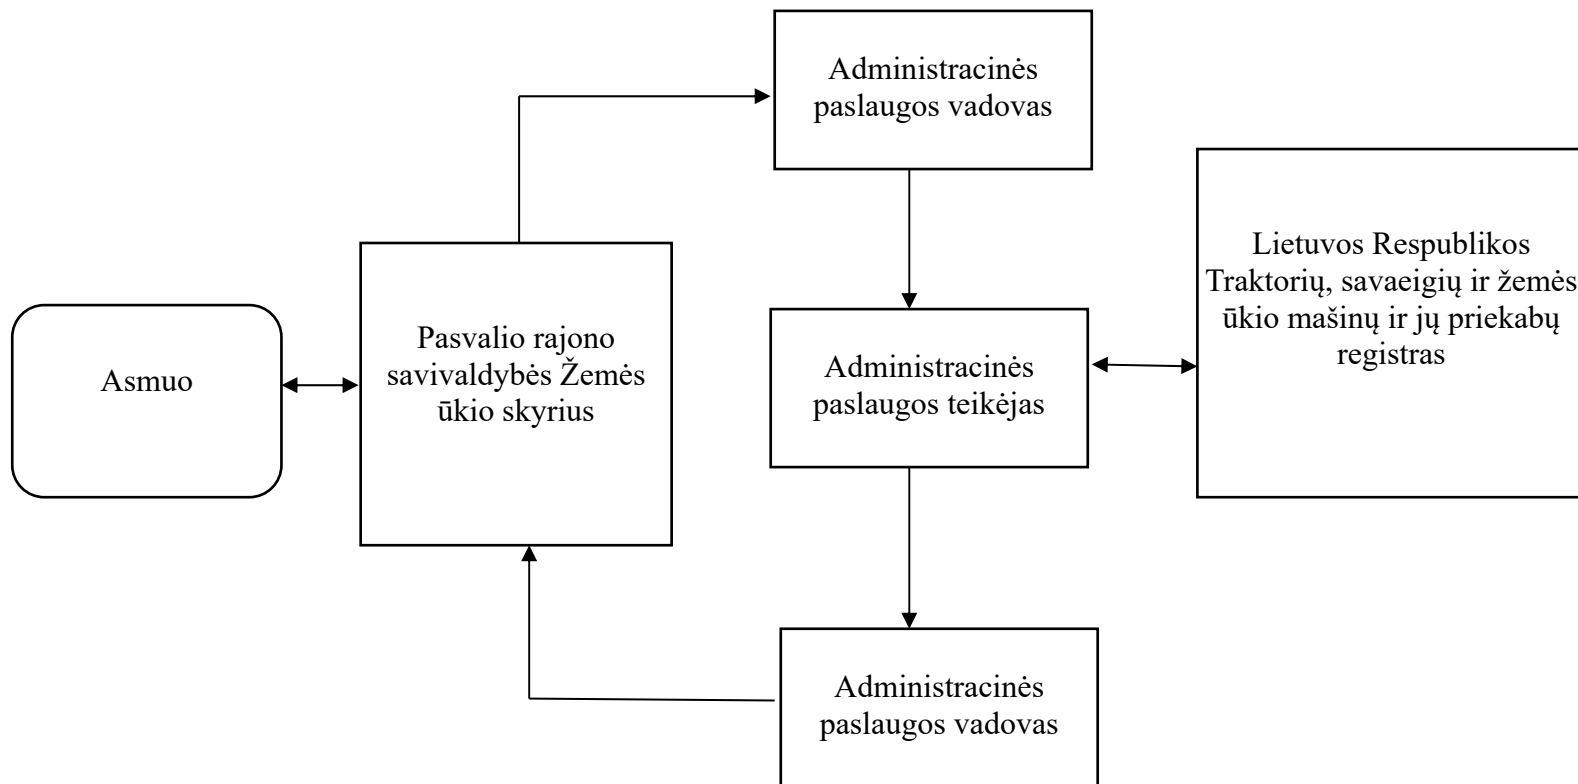 Administracinės
paslaugos vadovas
Lietuvos Respublikos
Traktorių, savaeigių ir žemės
ūkio mašinų ir jų priekabų
registras
Asmuo
Pasvalio rajono
savivaldybės Žemės
ūkio skyrius
Administracinės
paslaugos teikėjas
Administracinės
paslaugos vadovas